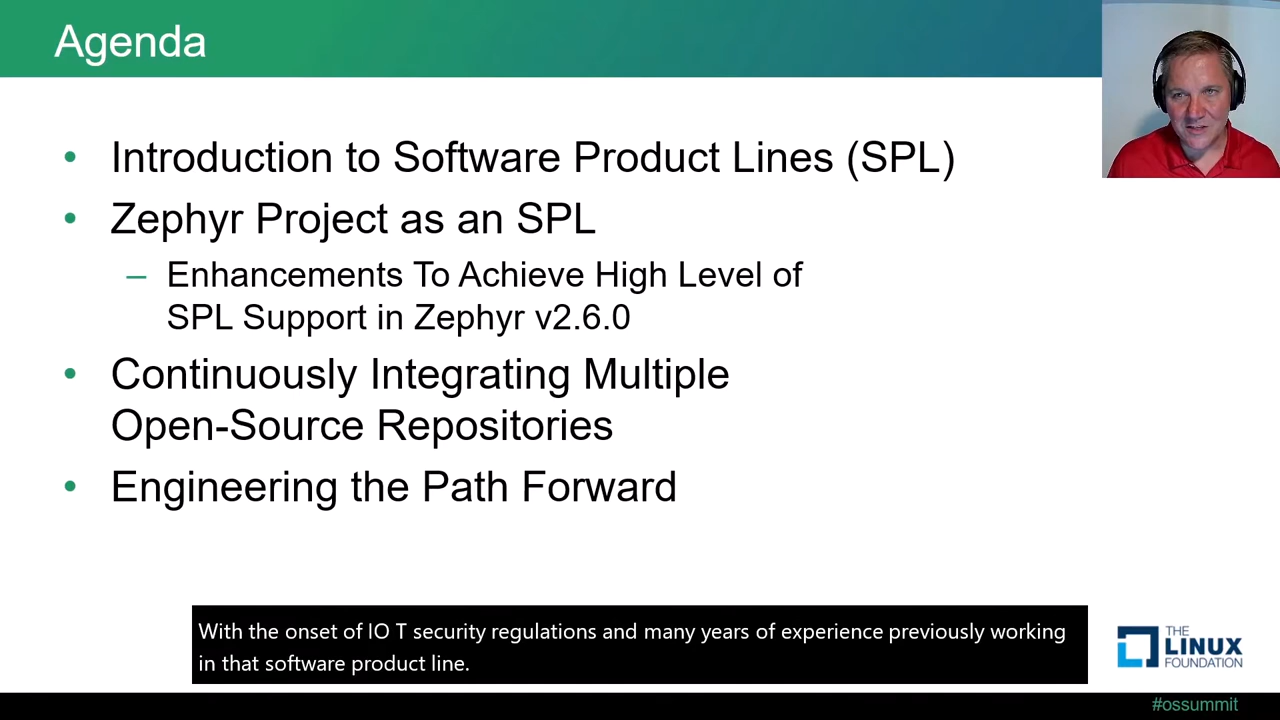 Agenda
• Introduction to Software Product Lines (SPL)
• Zephyr Project as an SPL
– Enhancements To Achieve High Level of
SPL Support in Zephyr v2.6.0
• Continuously Integrating Multiple
Open-Source Repositories
• Engineering the Path Forward
With the onset of IO T security regulations and many years of experience previously working
in that software product line.
THE
LINUX
FOUNDATION
#ossummit